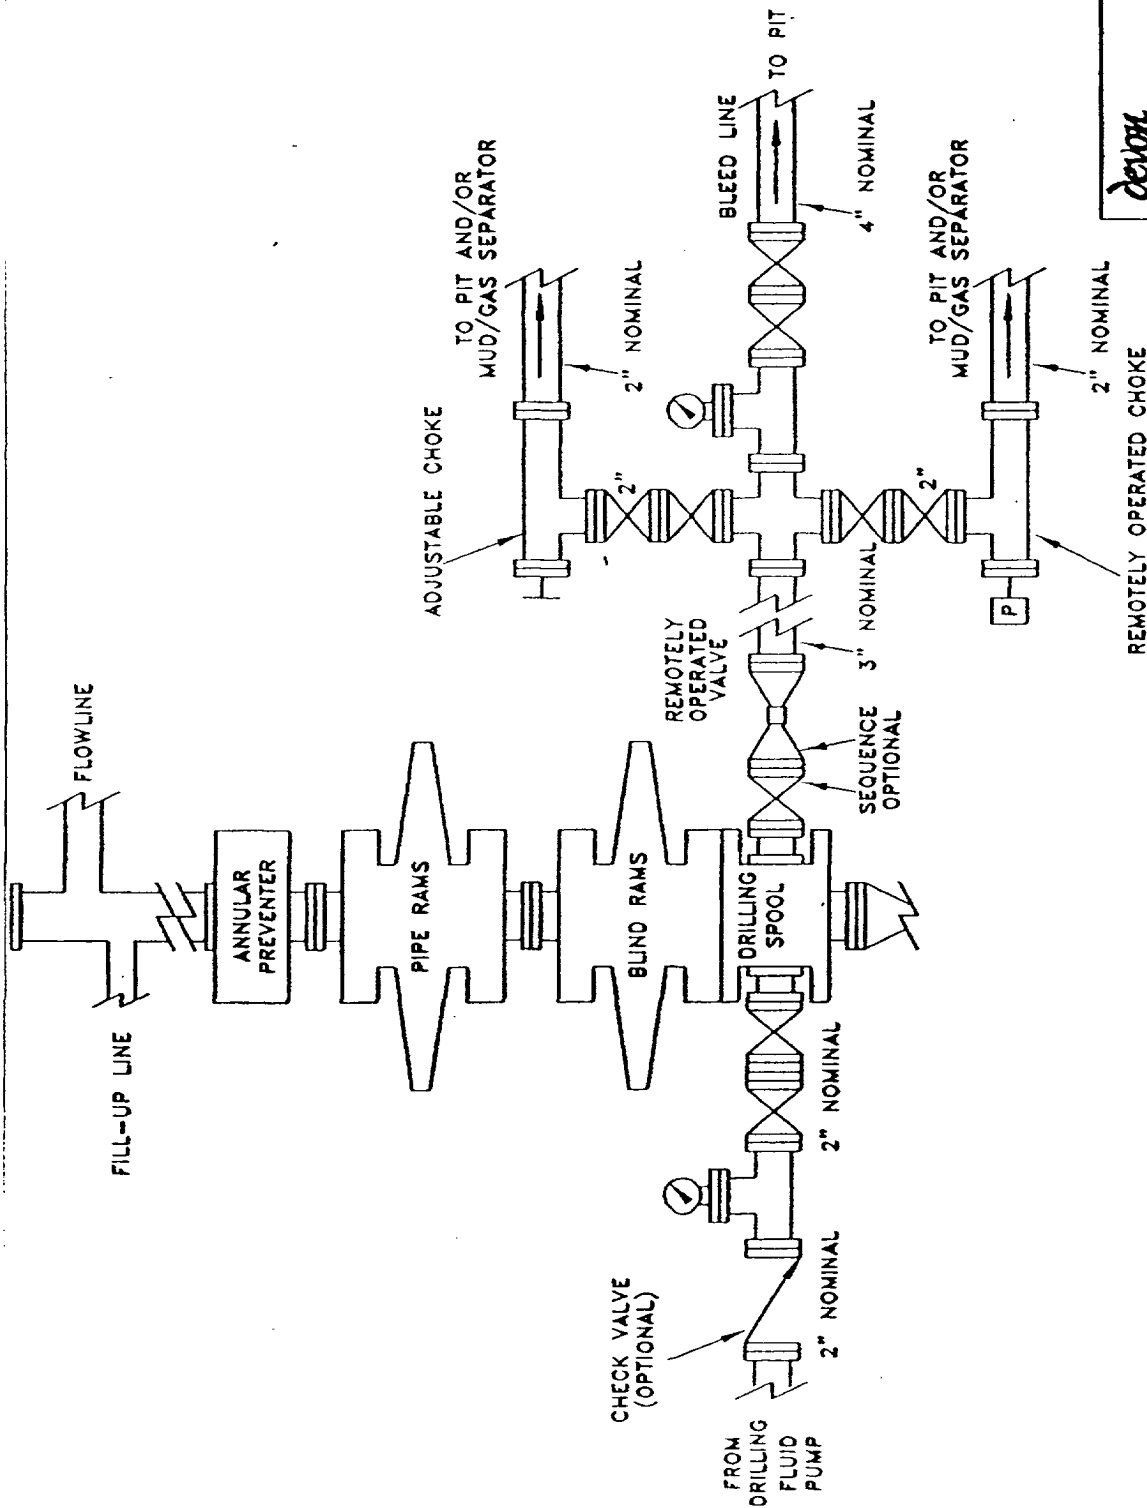 FLOWLINE
FILL-UP LINE
ANNULAR
PREVENTER
PIPE RAMS
BLIND RAMS
DRILLING
SPOOL
FROM
DRILLING
FLUID
PUMP
CHECK VALVE
(OPTIONAL)
2" NOMINAL
2" NOMINAL
SEQUENCE
OPTIONAL
REMOTELY
OPERATED
VALVE
3" NOMINAL
ADJUSTABLE CHOKE
2"
2" NOMINAL
TO PIT AND/OR
MUD/GAS SEPARATOR
BLEED LINE
4" NOMINAL
TO PIT
2"
P
REMOTELY OPERATED CHOKE
2" NOMINAL
TO PIT AND/OR
MUD/GAS SEPARATOR
devon